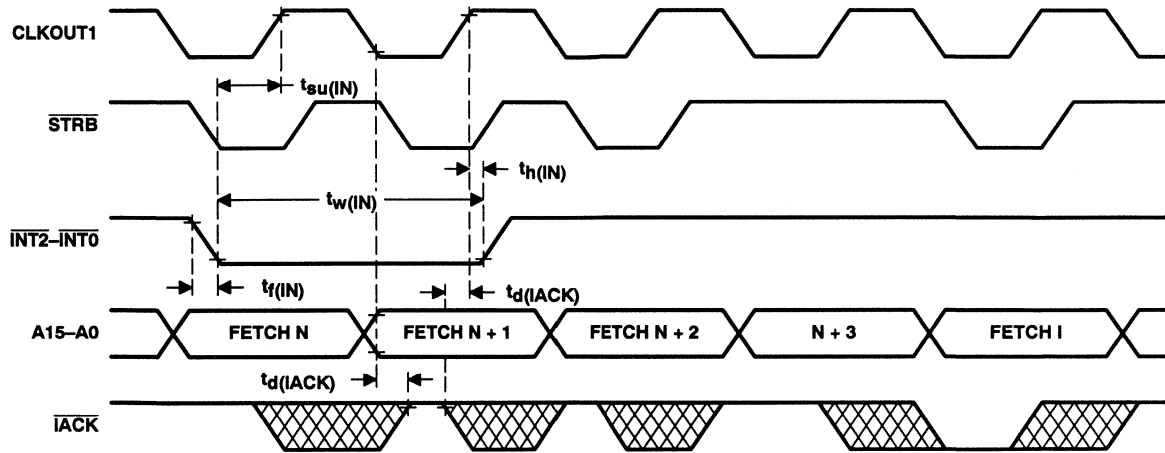 CLKOUT1
tsu(IN)
STRB
th(IN)
tw(IN)
INT2–INT0
tf(IN)
td(IACK)
A15–A0
FETCH N
FETCH N + 1
FETCH N + 2
N + 3
FETCH I
td(IACK)
IACK